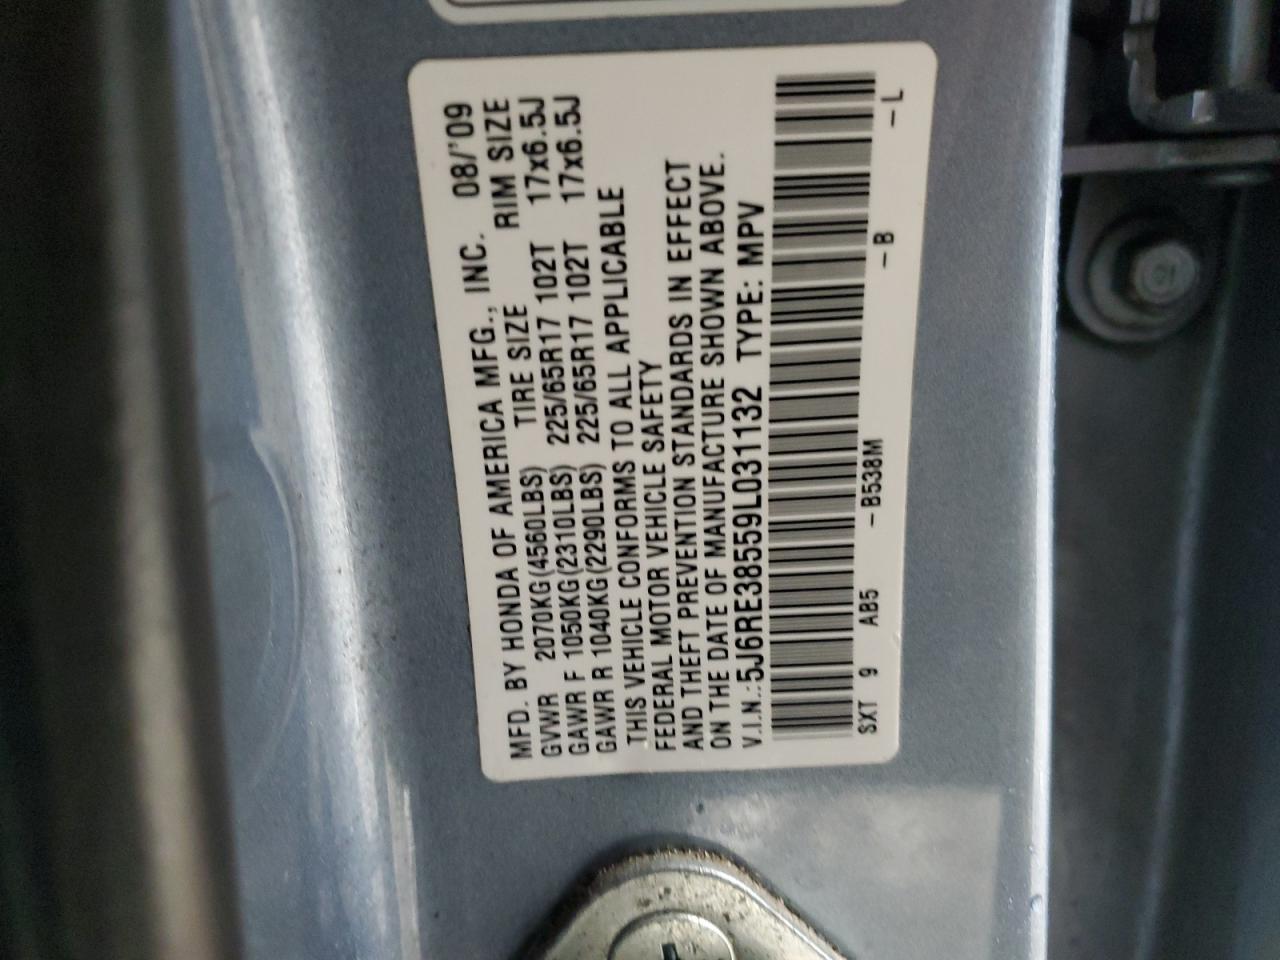 MFD. BY HONDA OF AMERICA MFG., INC. 08/'09
GVWR 2070KG(4560LBS) TIRE SIZE RIM SIZE
GAWR F 1050KG(2310LBS) 225/65R17 102T 17x6.5J
GAWR R 1040KG(2290LBS) 225/65R17 102T 17x6.5J
THIS VEHICLE CONFORMS TO ALL APPLICABLE
FEDERAL MOTOR VEHICLE SAFETY
AND THEFT PREVENTION STANDARDS IN EFFECT
ON THE DATE OF MANUFACTURE SHOWN ABOVE.
V.I.N.:5J6RE38559L031132 TYPE: MPV
SXT 9 AB5 -B538M -B -L